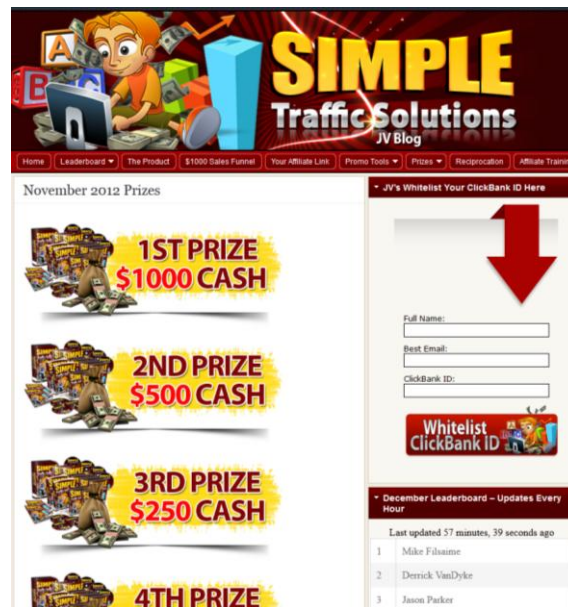 A
B
C
SIMPLE
Traffic Solutions
JV Blog
Home
Leaderboard
The Product
$1000 Sales Funnel
Your Affiliate Link
Promo Tools
Prizes
Reciprocation
Affiliate Trainin
November 2012 Prizes
1ST PRIZE
$1000 CASH
2ND PRIZE
$500 CASH
3RD PRIZE
$250 CASH
4TH PRIZE
JV's Whitelist Your ClickBank ID Here
Full Name:
Best Email:
ClickBank ID:
Whitelist
ClickBank iD
December Leaderboard – Updates Every
Hour
Last updated 57 minutes, 39 seconds ago
1 Mike Filsaime
2 Derrick VanDyke
3 Jason Parker